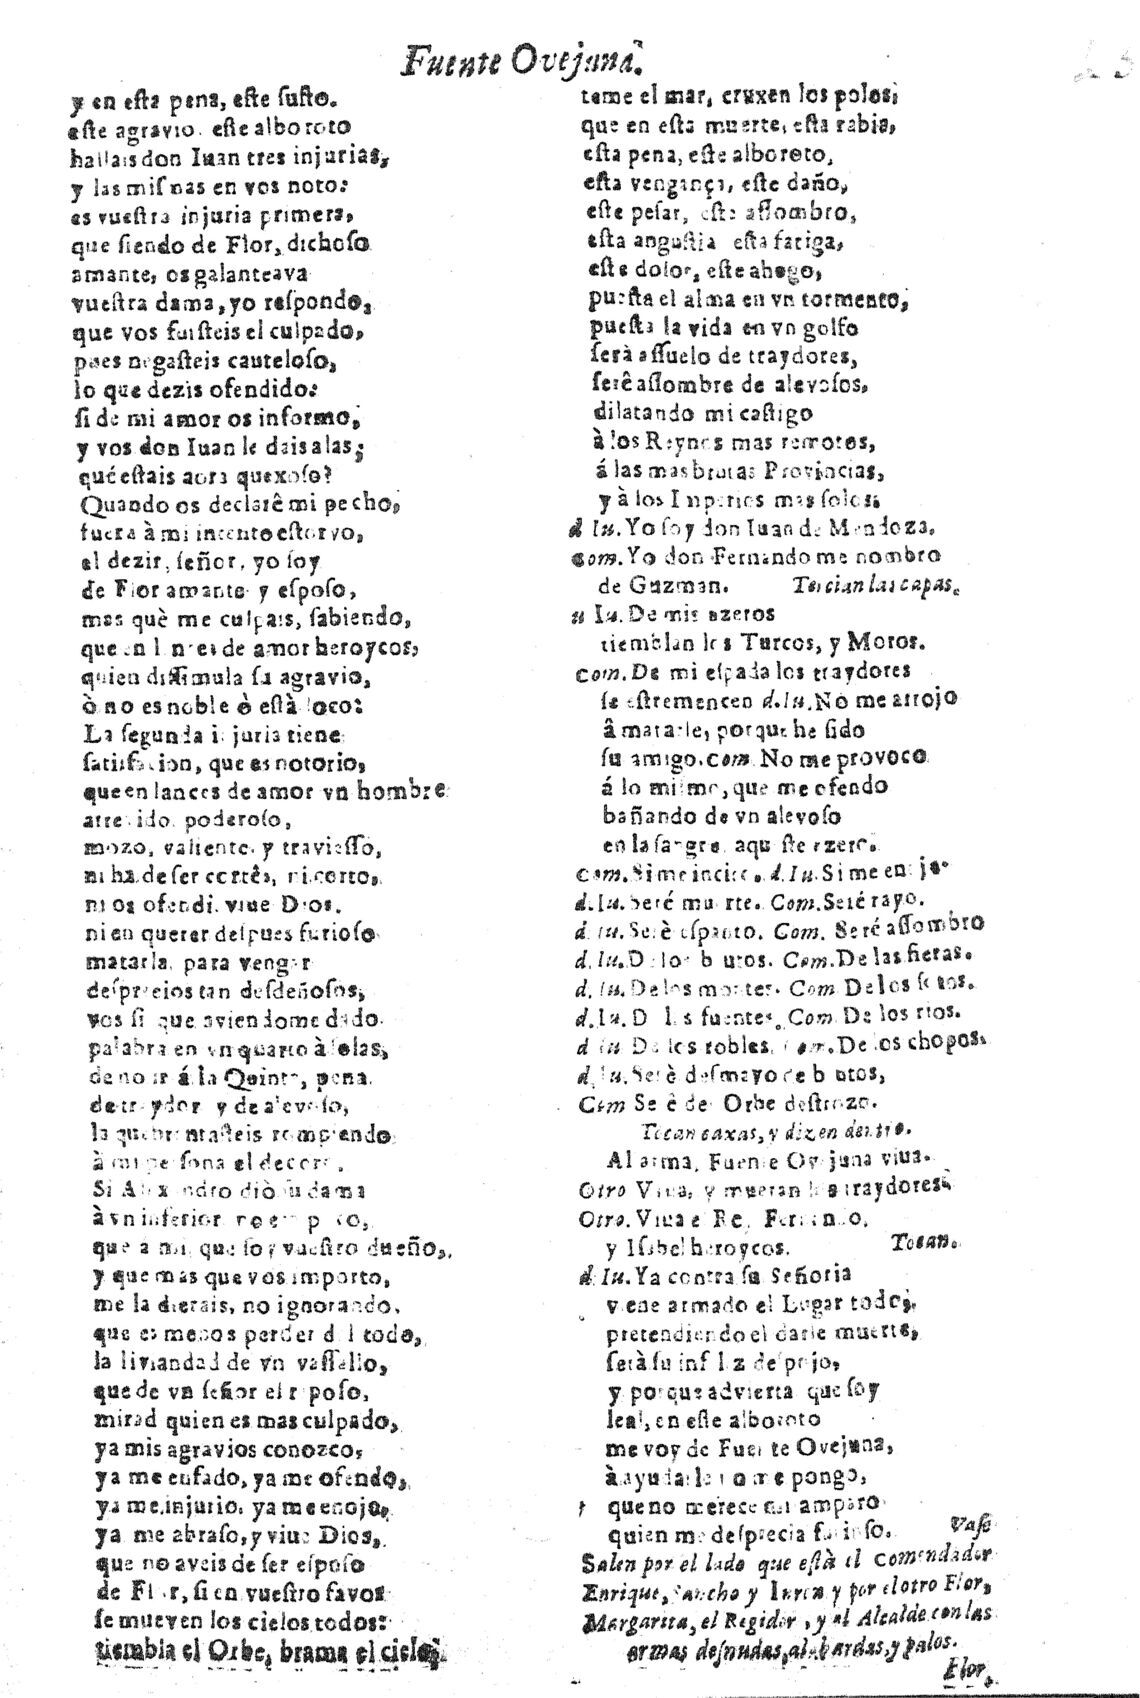 Fuente Ovejuna.
y en esta pena, este susto.
este agravio, este alboroto
hallais don Iuan tres injurias,
y las mismas en vos noto:
es vuestra injuria primera,
que siendo de Flor, dichoso
amante, os galanteava
vuestra dama, yo respondo,
que vos fuisteis el culpado,
pues negasteis cauteloso,
lo que dezis ofendido:
si de mi amor os informo,
y vos don Iuan le dais alas;
qué estais aora quexoso?
Quando os declarê mi pecho,
fuera à mi intento estorvo,
el dezir, señor, yo soy
de Flor amante y esposo,
mas què me culpais, sabiendo,
que en lances de amor heroycos,
quien dissimula su agravio,
ò no es noble ò està loco:
La segunda injuria tiene
satisfacion, que es notorio,
que en lances de amor vn hombre
atrevido, poderoso,
mozo, valiente, y traviesso,
ni ha de ser cortês, ni corto,
ni os ofendi, viue Dios,
ni en querer despues furioso
matarla, para vengar
desprecios tan desdeñosos,
vos si que aviendome dado
palabra en vn quarto à solas,
de no ir á la Quinta, pena
de traydor y de alevoso,
la quebrantasteis rompiendo
à mi persona el decoro.
Si Alexandro diò su dama
à vn inferior,
que a mi, que soy vuestro dueño,
y que mas que vos importo,
me la dierais, no ignorando,
que es menos perder del todo,
la liviandad de vn vassallo,
que de vn señor el reposo,
mirad quien es mas culpado,
ya mis agravios conozco,
ya me enfado, ya me ofendo,
ya me injurio, ya me enojo,
ya me abraso, y viue Dios,
que no aveis de ser esposo
de Flor, si en vuestro favos
se mueven los cielos todos:
tiembla el Orbe, brama el cielo,
teme el mar, cruxen los polos;
que en esta muerte, esta rabia,
esta pena, este alboroto,
esta vengança, este daño,
este pesar, este assombro,
esta angustia esta fatiga,
este dolor, este ahogo,
puesta el alma en vn tormento,
puesta la vida en vn golfo
serà assuelo de traydores,
serê assombre de alevosos,
dilatando mi castigo
à los Reynos mas remotos,
á las mas brutas Provincias,
y à los Inperios mas solos.
d Iu. Yo soy don Iuan de Mendoza.
Com. Yo don Fernando me nombro
de Guzman. Tercian las capas.
d Iu. De mis azeros
tiemblan los Turcos, y Moros.
Com. De mi espada los traydores
se estremencen d. Iu. No me arrojo
â matarle, porque he sido
su amigo. Com. No me provoco
á lo mismo, que me ofendo
bañando de vn alevoso
en la sangre, aqueste azero.
Com. Si me incito. d. Iu. Si me enojo
d. Iu. Seré muerte. Com. Seré rayo.
d. Iu. Serè espanto. Com. Seré assombro
d. Iu. De los brutos. Com. De las fieras.
d. Iu. De los montes. Com De los sotos.
d. Iu. De las fuentes, Com. De los rios.
d Iu De los robles. Com. De los chopos.
d. Iu. Serè desmayo de brutos,
Com Serè del Orbe destrozo.
Tocan caxas, y dizen dentro.
Al arma, Fuente Ovejuna viua.
Otro Viva, y mueran los traydores.
Otro. Viua el Rey Fernando,
y Isabel heroycos. Tocan.
d. Iu. Ya contra su Señoria
viene armado el Lugar todo,
pretendiendo el darle muerte,
serà su infeliz despojo,
y porque advierta que soy
leal, en este alboroto
me voy de Fuente Ovejuna,
à ayudarle no me pongo,
que no merece mi amparo
quien me desprecia furioso. Vase
Salen por el lado que està el Comendador
Enrique, Sancho y Iuren y por el otro Flor,
Margarita, el Regidor, y al Alcalde con las
armas desnudas, alabardas, y palos.
Flor,